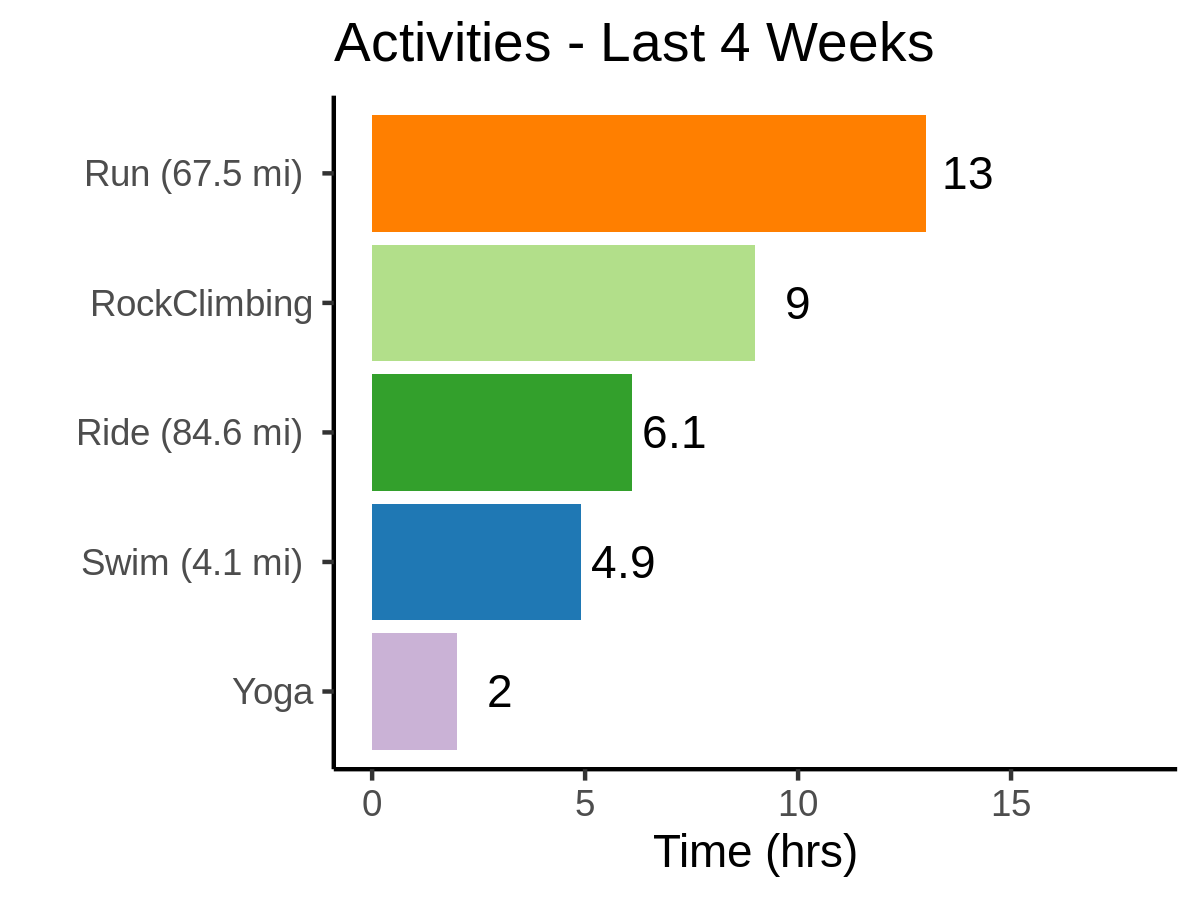 Activities - Last 4 Weeks
Run (67.5 mi) 13
RockClimbing 9
Ride (84.6 mi) 6.1
Swim (4.1 mi) 4.9
Yoga 2
0 5 10 15
Time (hrs)